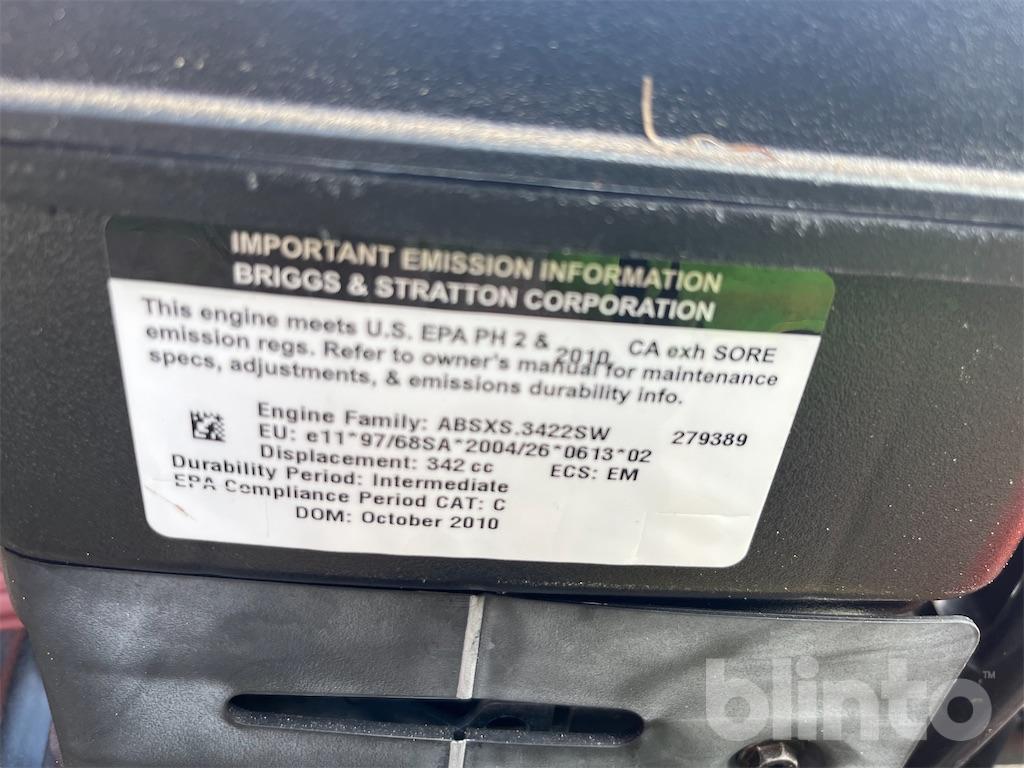 IMPORTANT EMISSION INFORMATION
BRIGGS & STRATTON CORPORATION
This engine meets U.S. EPA PH 2 & 2010 CA exh SORE
emission regs. Refer to owner's manual for maintenance
specs, adjustments, & emissions durability info.
Engine Family: ABSXS.3422SW 279389
EU: e11*97/68SA*2004/26*0613*02
Displacement: 342 cc ECS: EM
Durability Period: Intermediate
EPA Compliance Period CAT: C
DOM: October 2010
blinto™